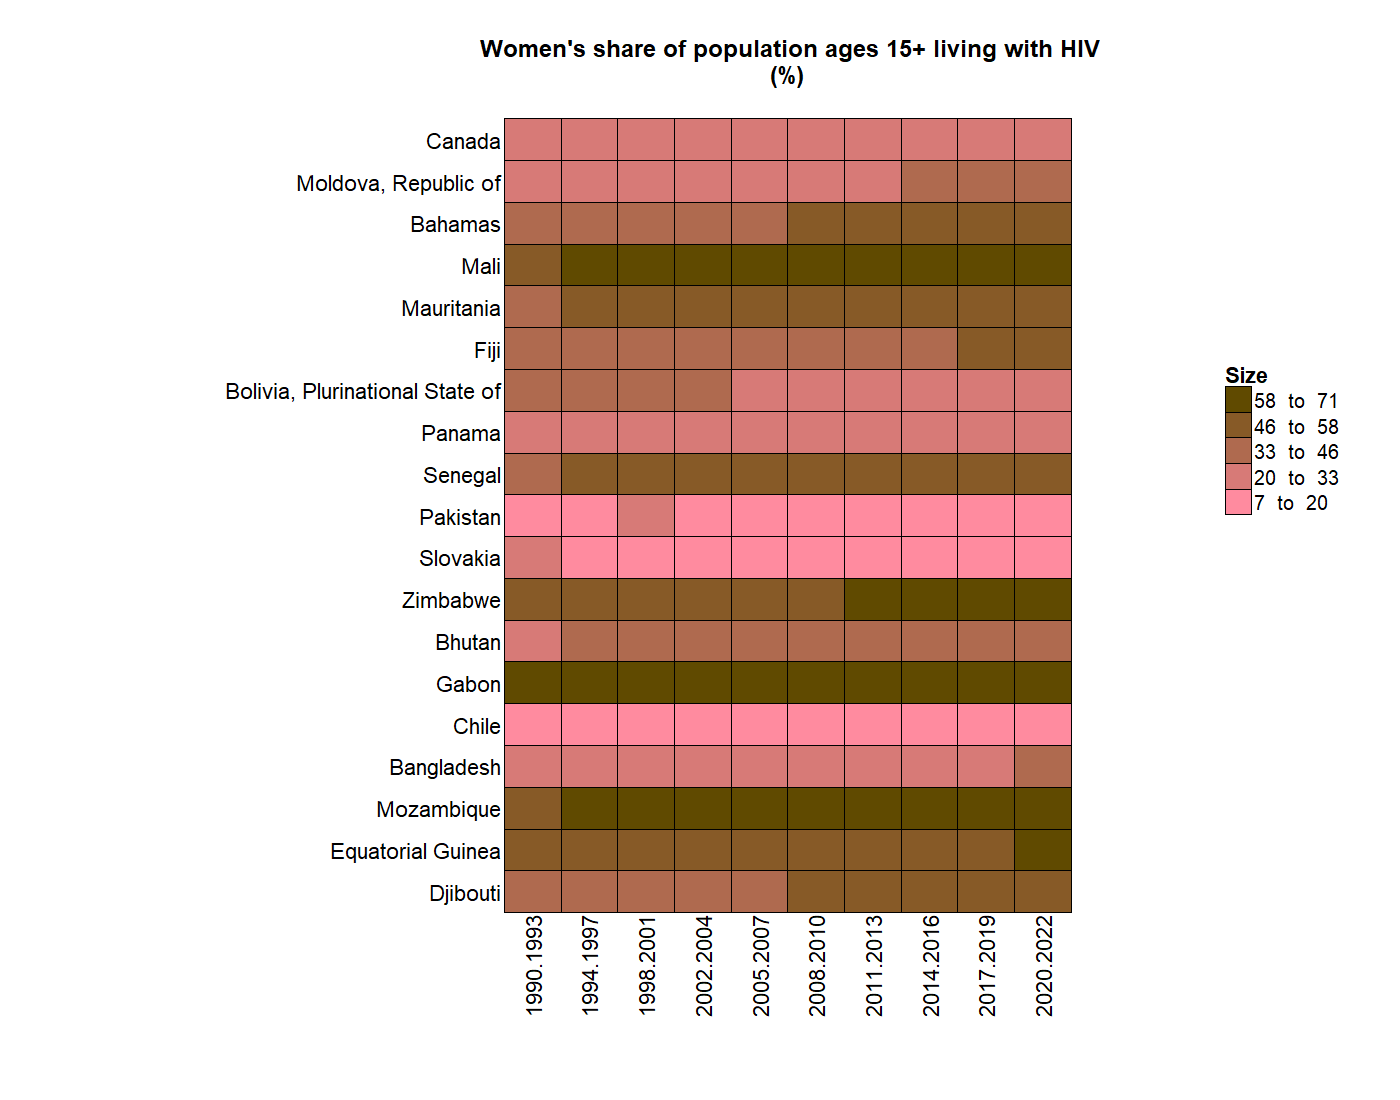 Women's share of population ages 15+ living with HIV
(%)
Canada
Moldova, Republic of
Bahamas
Mali
Mauritania
Fiji
Bolivia, Plurinational State of
Panama
Senegal
Pakistan
Slovakia
Zimbabwe
Bhutan
Gabon
Chile
Bangladesh
Mozambique
Equatorial Guinea
Djibouti
1990.1993
1994.1997
1998.2001
2002.2004
2005.2007
2008.2010
2011.2013
2014.2016
2017.2019
2020.2022
Size
58 to 71
46 to 58
33 to 46
20 to 33
7 to 20